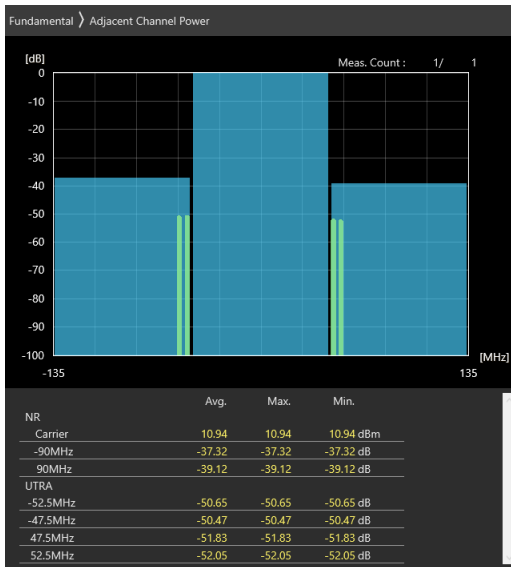 Fundamental 〉 Adjacent Channel Power
[dB]
Meas. Count : 1/ 1
0
-10
-20
-30
-40
-50
-60
-70
-80
-90
-100
[MHz]
-135 135
Avg. Max. Min.
NR
Carrier 10.94 10.94 10.94 dBm
-90MHz -37.32 -37.32 -37.32 dB
90MHz -39.12 -39.12 -39.12 dB
UTRA
-52.5MHz -50.65 -50.65 -50.65 dB
-47.5MHz -50.47 -50.47 -50.47 dB
47.5MHz -51.83 -51.83 -51.83 dB
52.5MHz -52.05 -52.05 -52.05 dB